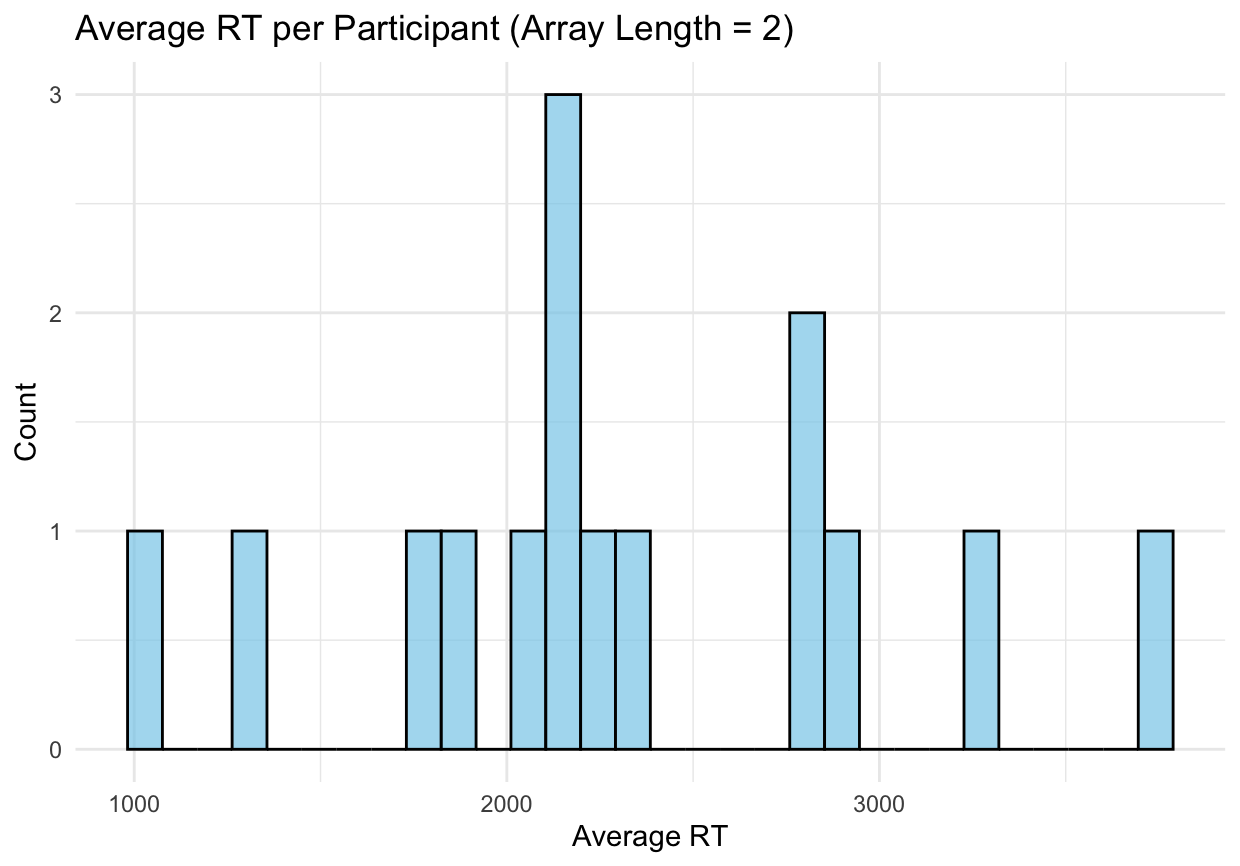 Average RT per Participant (Array Length = 2)
3
2
1
0
Count
1000 2000 3000
Average RT